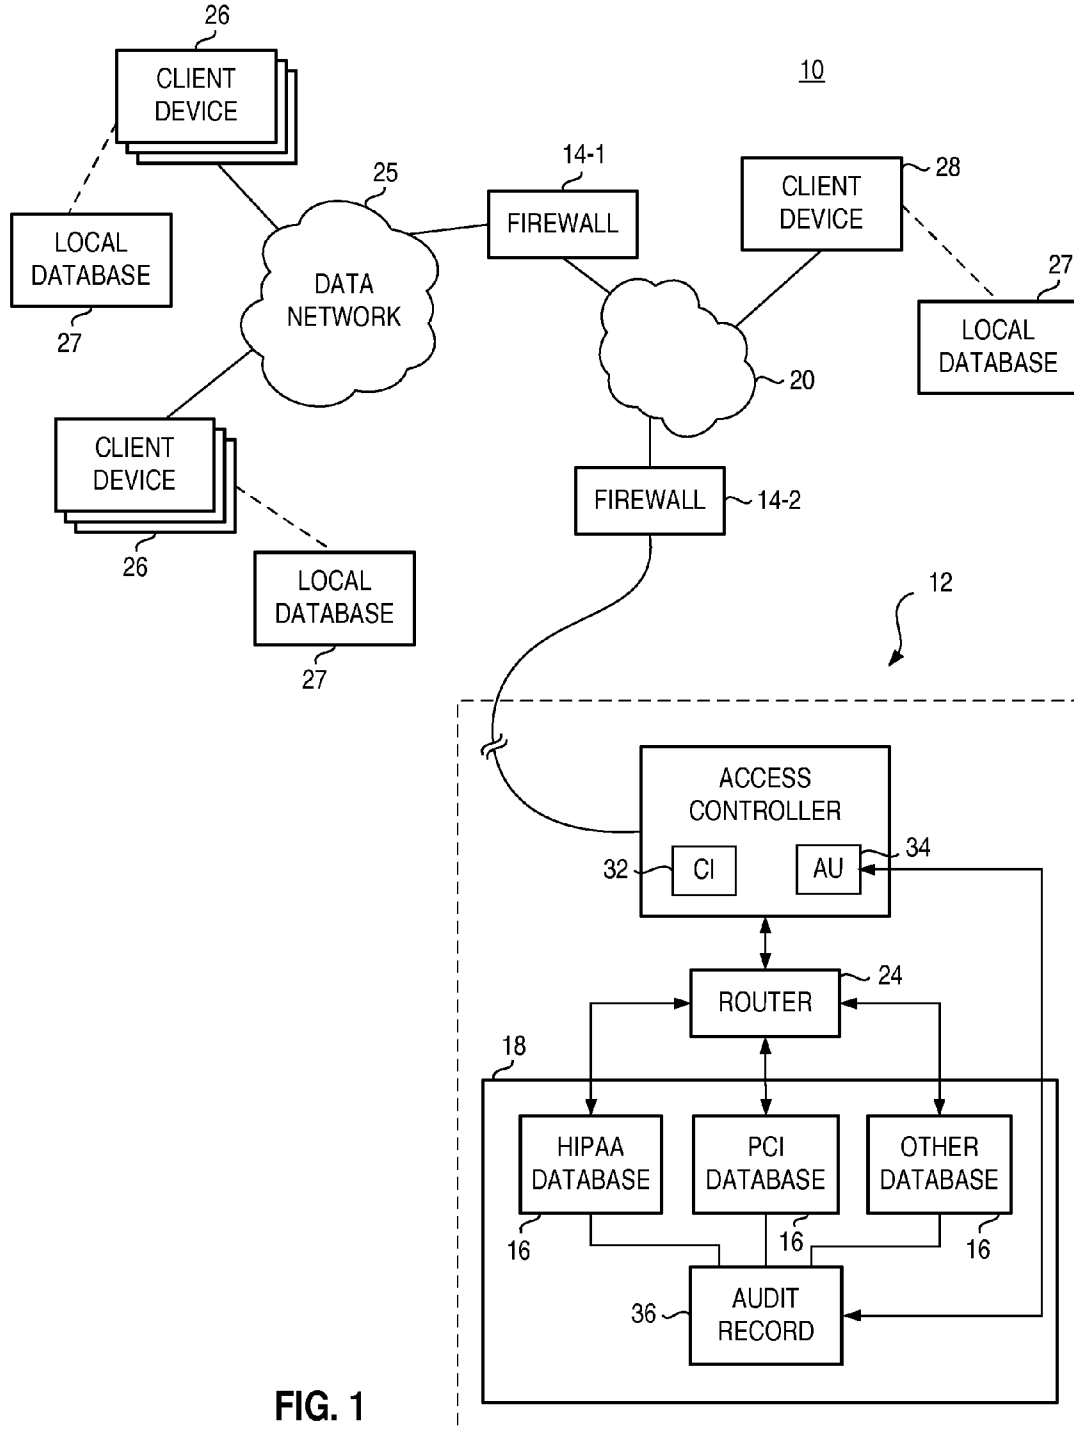 26
CLIENT
DEVICE
10
14-1
25
FIREWALL
28
CLIENT
DEVICE
LOCAL
DATABASE
27
DATA
NETWORK
27
LOCAL
DATABASE
20
CLIENT
DEVICE
26
FIREWALL
14-2
LOCAL
DATABASE
27
12
ACCESS
CONTROLLER
32
CI
AU
34
24
ROUTER
18
HIPAA
DATABASE
16
PCI
DATABASE
16
OTHER
DATABASE
16
36
AUDIT
RECORD
FIG. 1